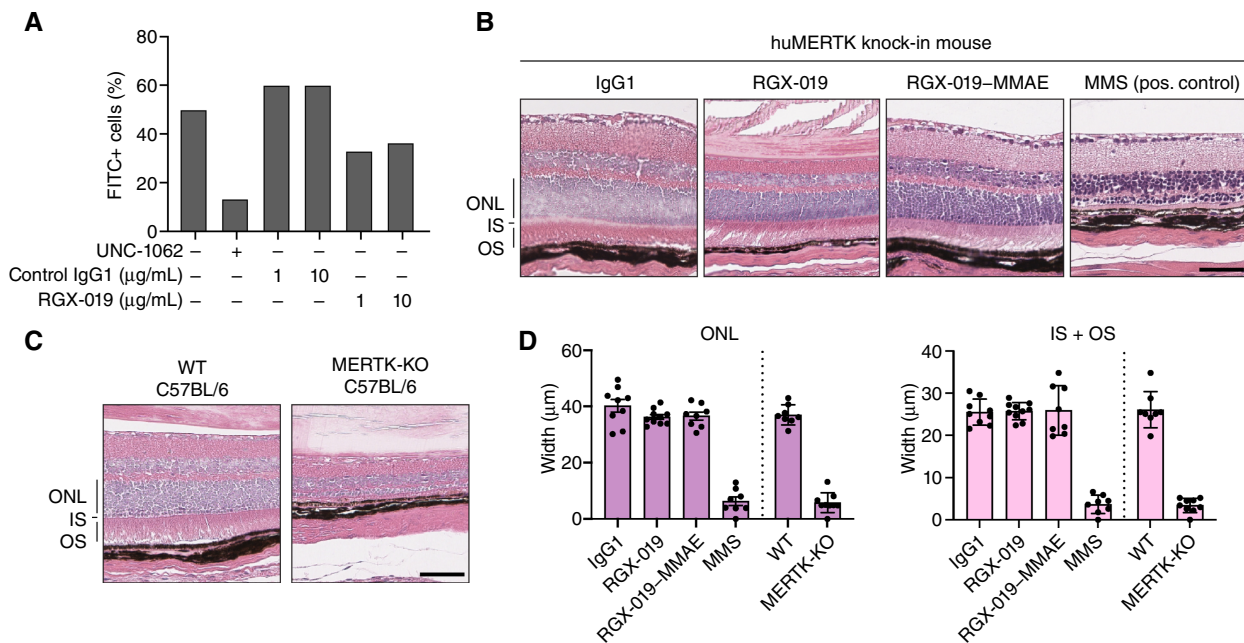 A
80
60
40
20
0
FITC+ cells (%)
UNC-1062 – + – – – –
Control IgG1 (μg/mL) – – 1 10 – –
RGX-019 (μg/mL) – – – – 1 10
B
huMERTK knock-in mouse
IgG1 RGX-019 RGX-019–MMAE MMS (pos. control)
ONL
IS
OS
C
WT
C57BL/6
MERTK-KO
C57BL/6
ONL
IS
OS
D
ONL
60
40
20
0
Width (μm)
IgG1
RGX-019
RGX-019–MMAE
MMS
WT
MERTK-KO
IS + OS
40
30
20
10
0
Width (μm)
IgG1
RGX-019
RGX-019–MMAE
MMS
WT
MERTK-KO